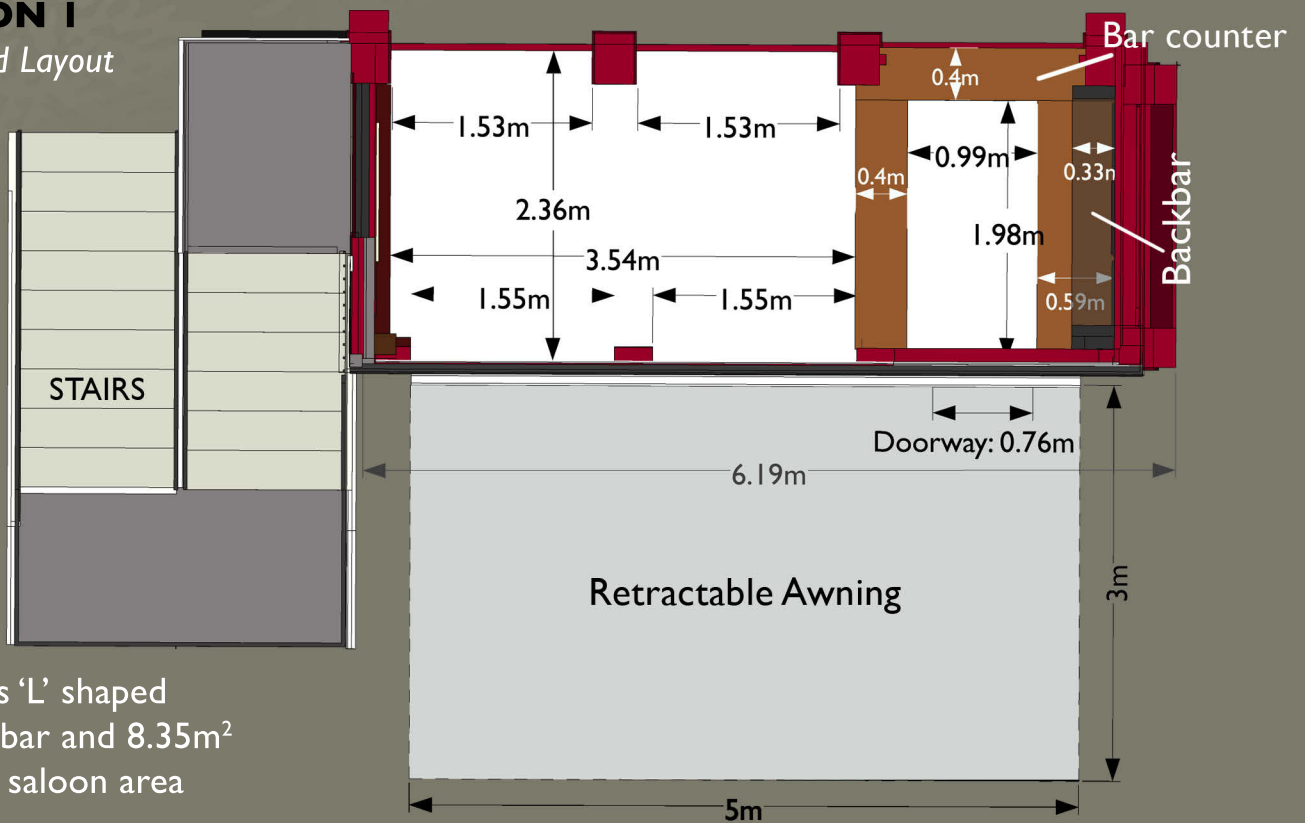 ON 1
d Layout
Bar counter
0.4m
1.53m
1.53m
0.99m
0.4m
0.33m
2.36m
1.98m
Backbar
3.54m
1.55m
1.55m
0.59m
STAIRS
Doorway: 0.76m
6.19m
Retractable Awning
3m
s ‘L’ shaped
bar and 8.35m²
saloon area
5m